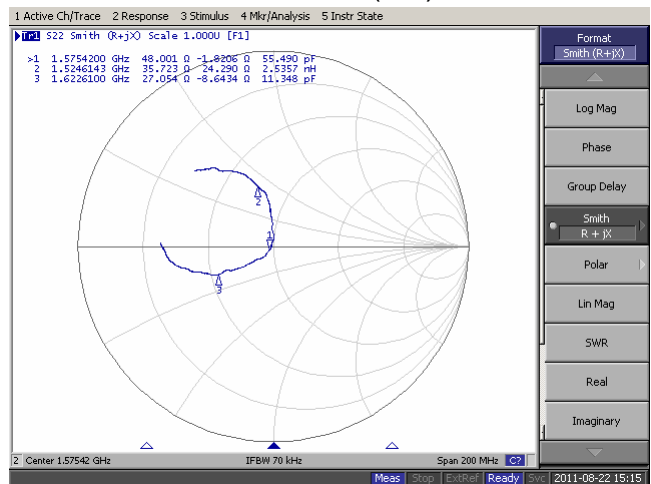 1 Active Ch/Trace 2 Response 3 Stimulus 4 Mkr/Analysis 5 Instr State
Tr1 S22 Smith (R+jX) Scale 1.000U [F1]
>1 1.5754200 GHz 48.001 Ω -1.8206 Ω 55.490 pF
2 1.5246143 GHz 35.723 Ω 24.290 Ω 2.5357 nH
3 1.6226100 GHz 27.054 Ω -8.6434 Ω 11.348 pF
2
1
3
Format
Smith (R+jX)
Log Mag
Phase
Group Delay
Smith
R + jX
Polar
Lin Mag
SWR
Real
Imaginary
2 Center 1.57542 GHz IFBW 70 kHz Span 200 MHz C?
Meas Stop ExtRef Ready Svc 2011-08-22 15:15